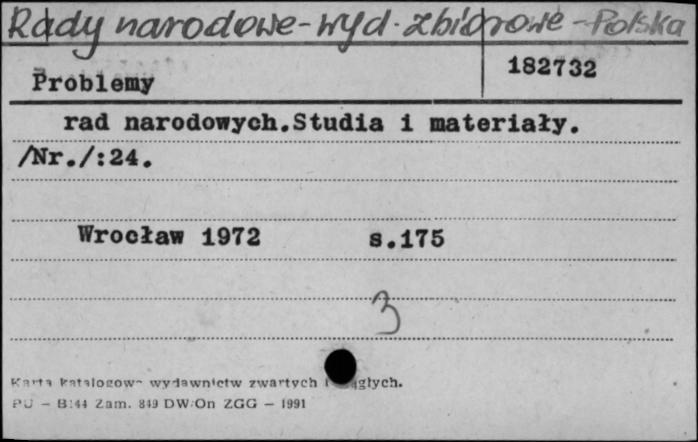 Rady narodowe - wyd. zbiorowe - Polska
182732
Problemy
rad narodowych.Studia i materiały.
/Nr./:24.
Wrocław 1972 s.175
3
Karta katalogowa wydawnictw zwartych i ciągłych.
PU - B/44 Zam. 849 DW/On ZGG - 1991